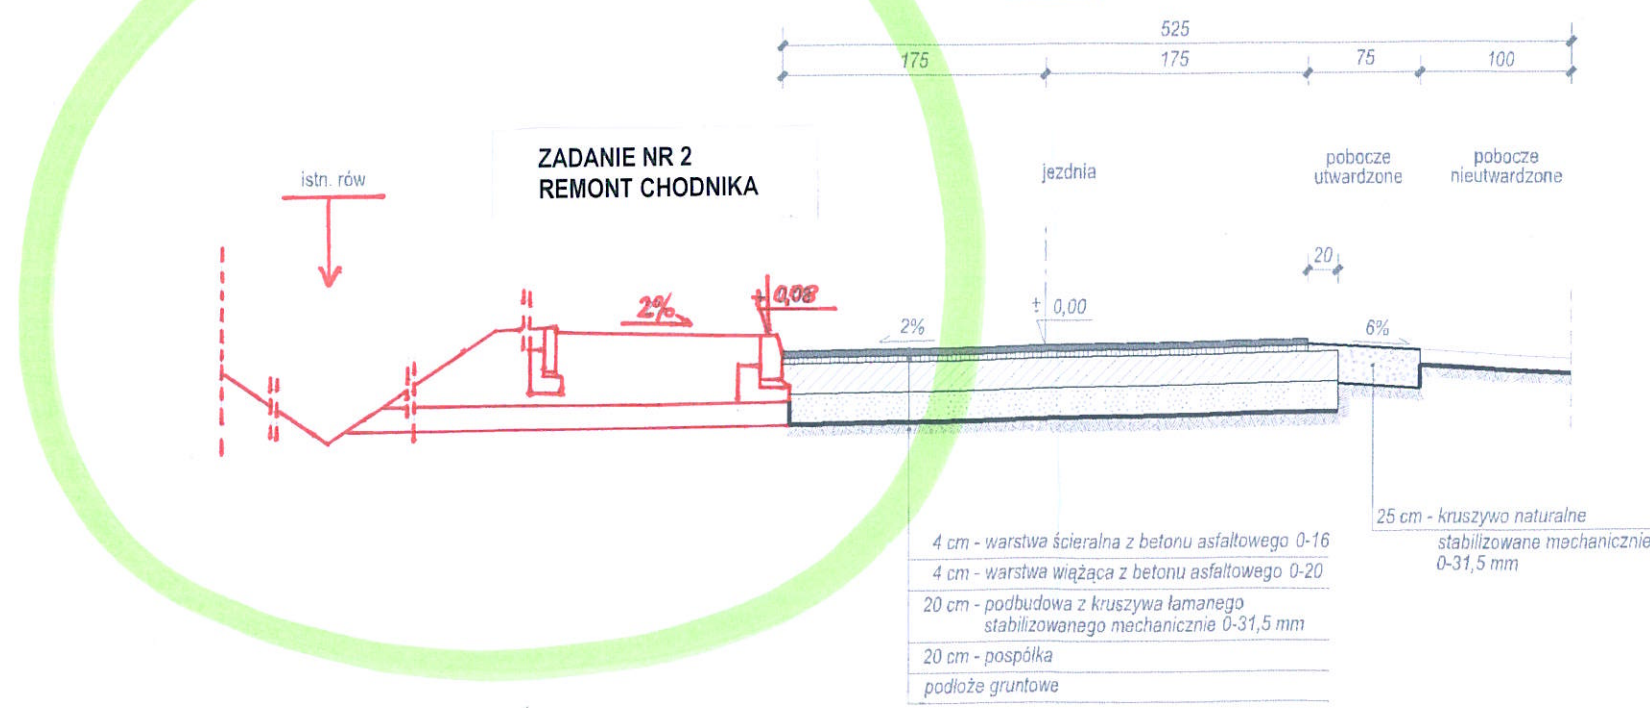 525
175
175
75
100
ZADANIE NR 2
REMONT CHODNIKA
istn. rów
jezdnia
pobocze
utwardzone
pobocze
nieutwardzone
20
2%
+ 0,08
± 0,00
2%
6%
25 cm - kruszywo naturalne
stabilizowane mechanicznie
0-31,5 mm
4 cm - warstwa ścieralna z betonu asfaltowego 0-16
4 cm - warstwa wiążąca z betonu asfaltowego 0-20
20 cm - podbudowa z kruszywa łamanego
stabilizowanego mechanicznie 0-31,5 mm
20 cm - pospółka
podłoże gruntowe